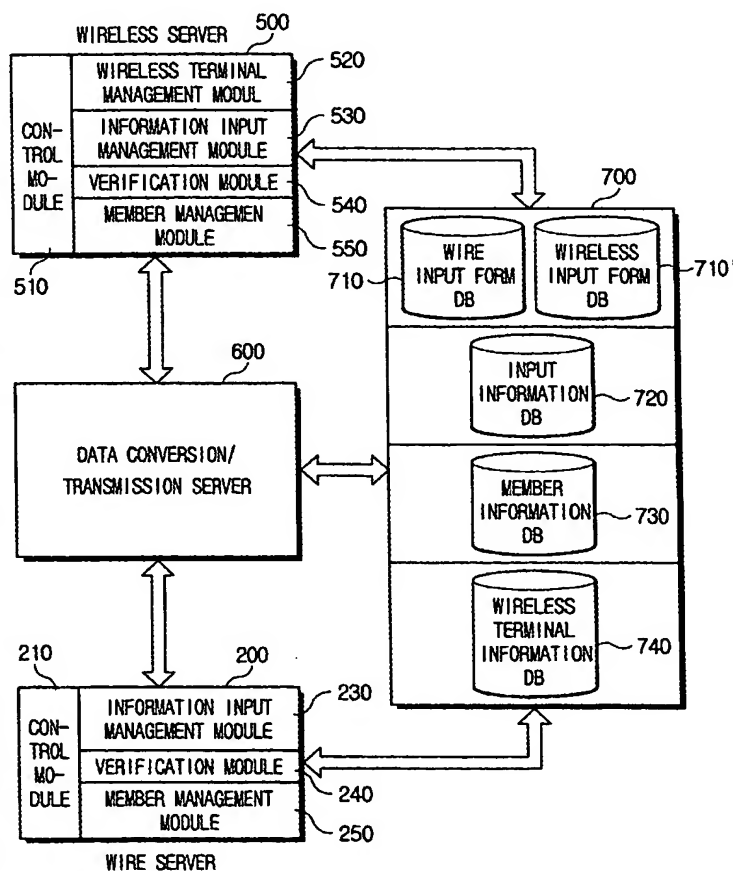 WIRELESS SERVER
500
520
WIRELESS TERMINAL
MANAGEMENT MODUL
530
CON-
TROL
MO-
DULE
INFORMATION INPUT
MANAGEMENT MODULE
VERIFICATION MODULE
540
MEMBER MANAGEMEN
MODULE
550
510
700
710
WIRE
INPUT FORM
DB
WIRELESS
INPUT FORM
DB
710'
INPUT
INFORMATION
DB
720
600
DATA CONVERSION/
TRANSMISSION SERVER
MEMBER
INFORMATION
DB
730
WIRELESS
TERMINAL
INFORMATION
DB
740
210
200
230
CON-
TROL
MO-
DULE
INFORMATION INPUT
MANAGEMENT MODULE
VERIFICATION MODULE
240
MEMBER MANAGEMENT
MODULE
250
WIRE SERVER